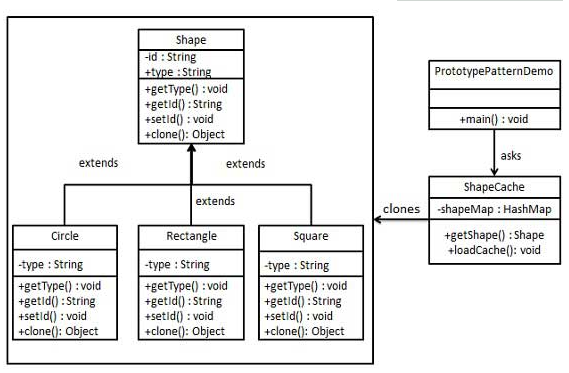 Shape
-id : String
+type : String
+getType() : void
+getId() : String
+setId() : void
+clone(): Object
extends
extends
extends
Circle
-type : String
+getType() : void
+getId() : String
+setId() : void
+clone(): Object
Rectangle
-type : String
+getType() : void
+getId() : String
+setId() : void
+clone(): Object
Square
-type : String
+getType() : void
+getId() : String
+setId() : void
+clone(): Object
PrototypePatternDemo
+main() : void
asks
clones
ShapeCache
-shapeMap : HashMap
+getShape() : Shape
+loadCache(): void